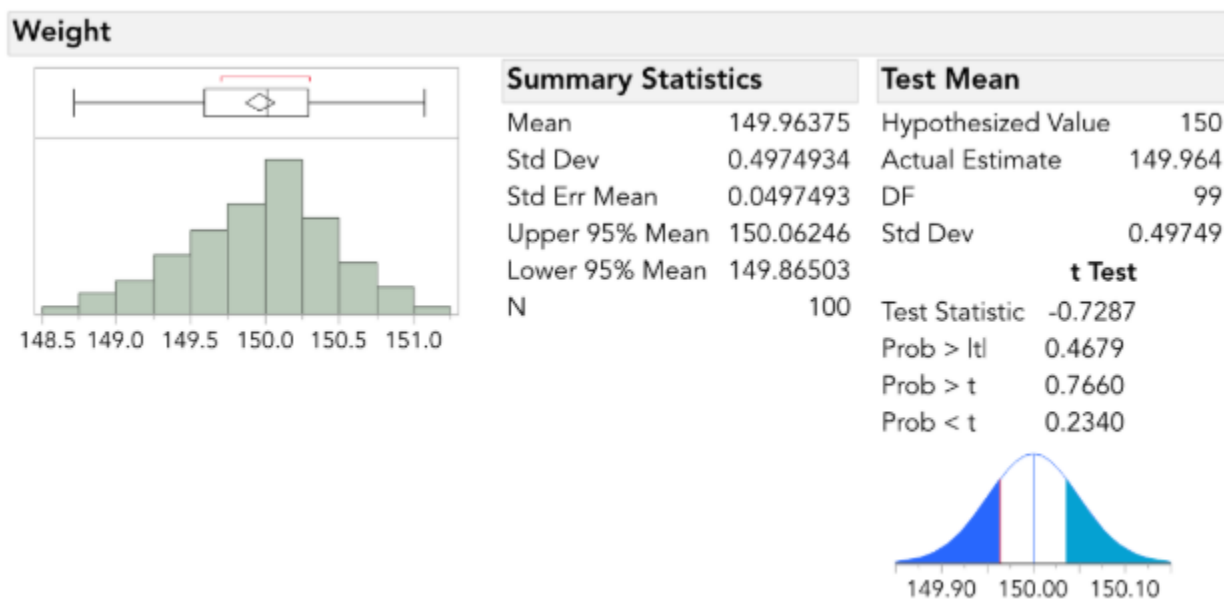 Weight
148.5 149.0 149.5 150.0 150.5 151.0
Summary Statistics
Mean 149.96375
Std Dev 0.4974934
Std Err Mean 0.0497493
Upper 95% Mean 150.06246
Lower 95% Mean 149.86503
N 100
Test Mean
Hypothesized Value 150
Actual Estimate 149.964
DF 99
Std Dev 0.49749
t Test
Test Statistic -0.7287
Prob > |t| 0.4679
Prob > t 0.7660
Prob < t 0.2340
149.90 150.00 150.10